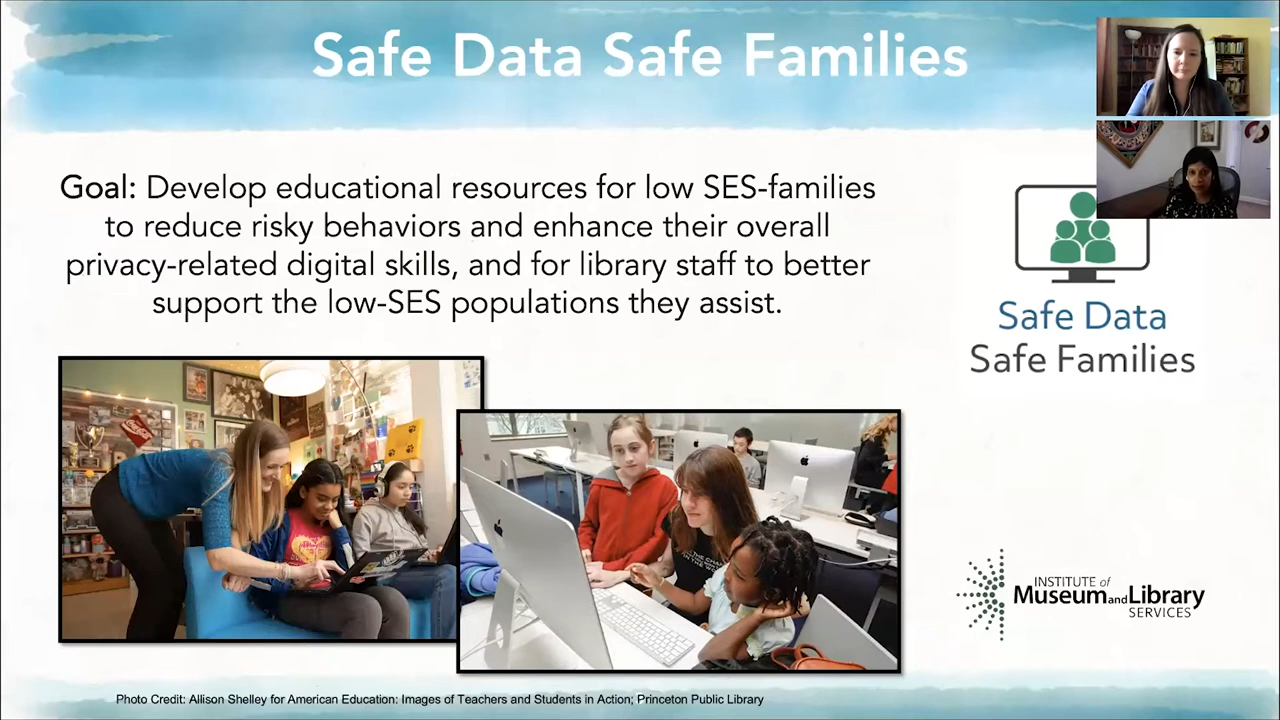 Safe Data Safe Families
Goal: Develop educational resources for low SES-families
to reduce risky behaviors and enhance their overall
privacy-related digital skills, and for library staff to better
support the low-SES populations they assist.
Safe Data
Safe Families
INSTITUTE of
Museum and Library
SERVICES
Photo Credit: Allison Shelley for American Education: Images of Teachers and Students in Action; Princeton Public Library